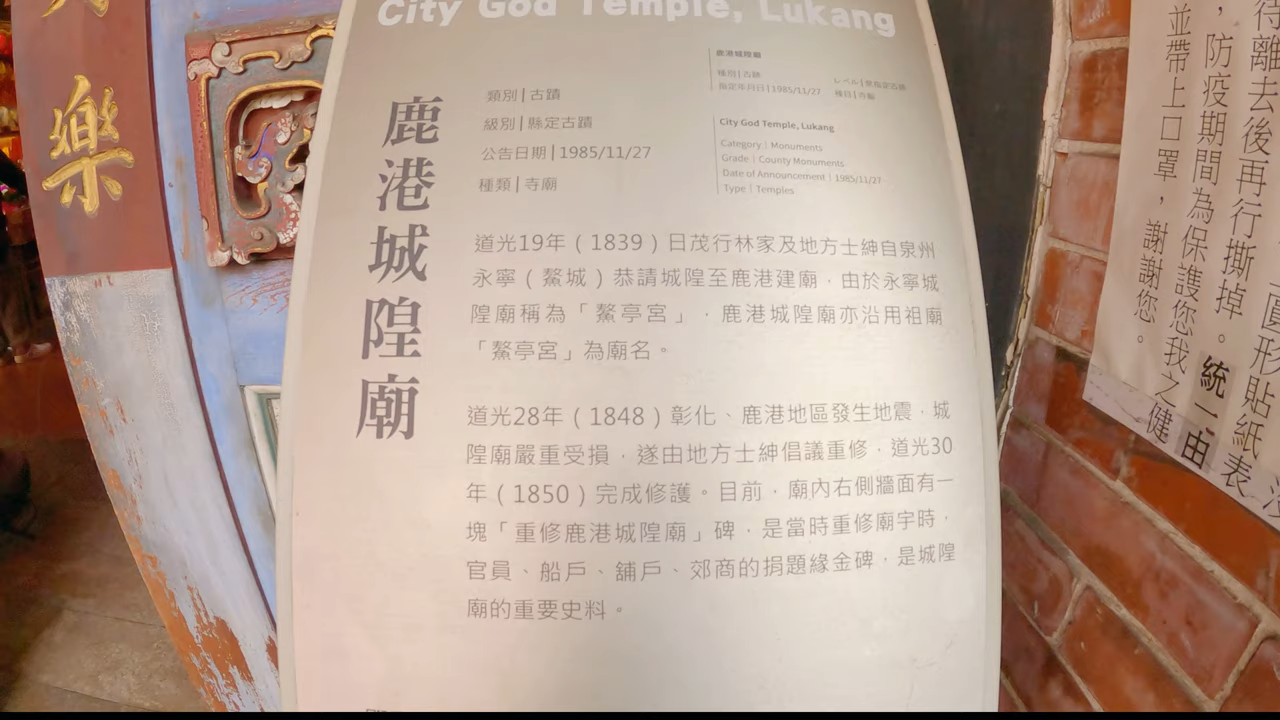 City God Temple, Lukang
鹿港城隍廟
類別|古蹟
級別|縣定古蹟
公告日期|1985/11/27
種類|寺廟
鹿港城隍廟
種別|古跡
指定年月日|1985/11/27
レベル|県指定古跡
種目|寺廟
City God Temple, Lukang
Category|Monuments
Grade|County Monuments
Date of Announcement|1985/11/27
Type|Temples
道光19年(1839)日茂行林家及地方士紳自泉州
永寧(鰲城)恭請城隍至鹿港建廟,由於永寧城
隍廟稱為「鰲亭宮」,鹿港城隍廟亦沿用祖廟
「鰲亭宮」為廟名。
道光28年(1848)彰化、鹿港地區發生地震,城
隍廟嚴重受損,遂由地方士紳倡議重修,道光30
年(1850)完成修護。目前,廟內右側牆面有一
塊「重修鹿港城隍廟」碑,是當時重修廟宇時,
官員、船戶、舖戶、郊商的捐題緣金碑,是城隍
廟的重要史料。
樂
圓形貼紙表
待離去後再行撕掉。統一由
,防疫期間為保護您我之健
並帶上口罩,謝謝您。